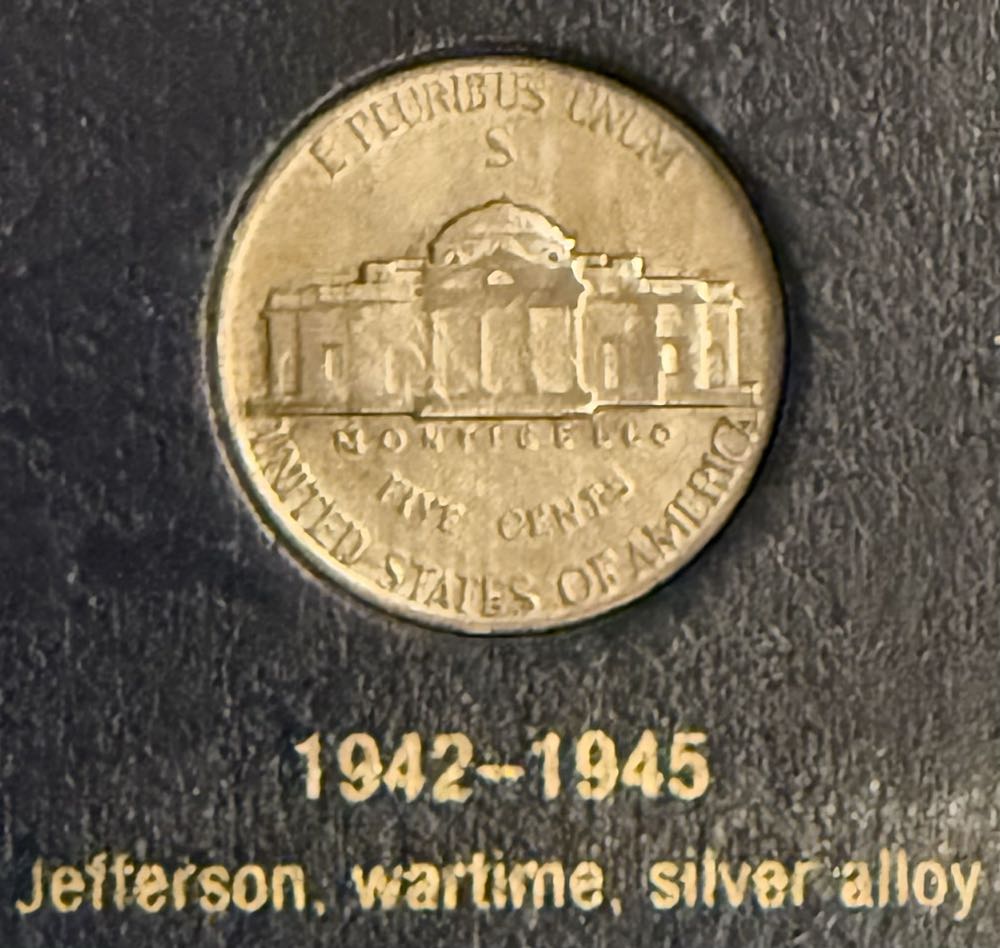 E PLURIBUS UNUM
S
MONTICELLO
FIVE CENTS
UNITED STATES OF AMERICA
1942-1945
Jefferson, wartime, silver alloy